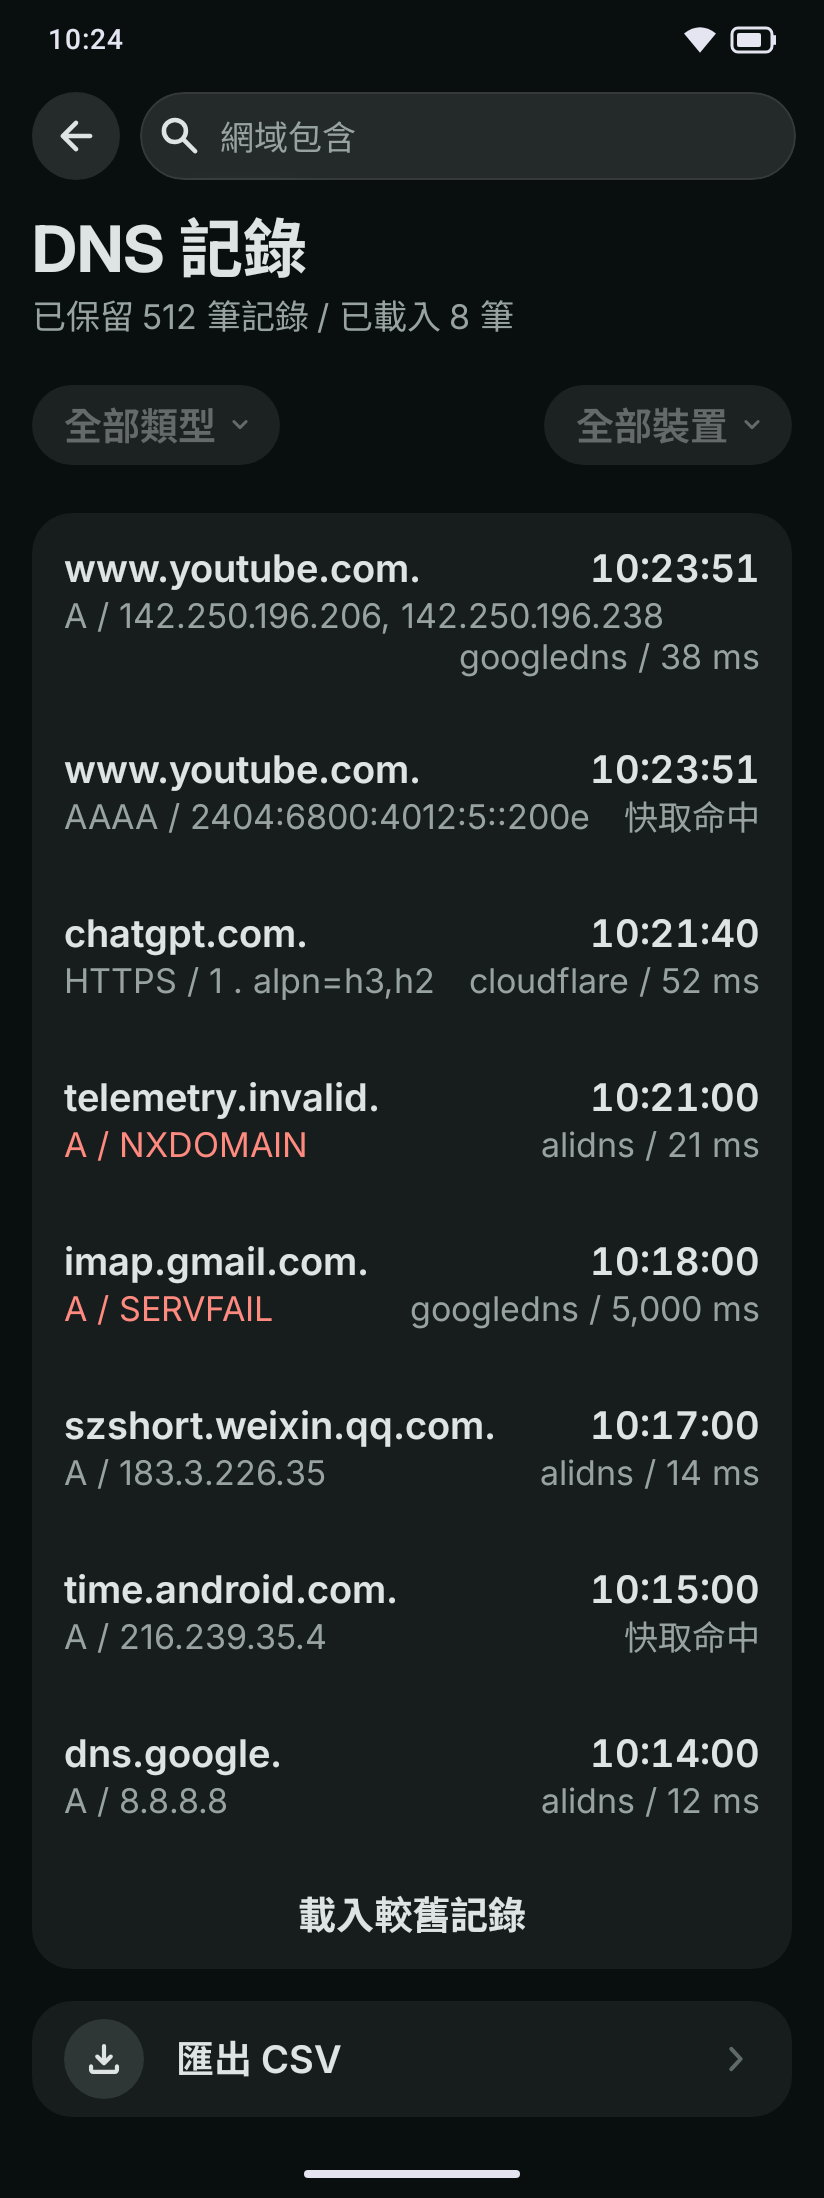 10:24
網域包含
DNS 記錄
已保留 512 筆記錄 / 已載入 8 筆
全部類型 全部裝置
www.youtube.com. 10:23:51
A / 142.250.196.206, 142.250.196.238
googledns / 38 ms
www.youtube.com. 10:23:51
AAAA / 2404:6800:4012:5::200e 快取命中
chatgpt.com. 10:21:40
HTTPS / 1 . alpn=h3,h2 cloudflare / 52 ms
telemetry.invalid. 10:21:00
A / NXDOMAIN alidns / 21 ms
imap.gmail.com. 10:18:00
A / SERVFAIL googledns / 5,000 ms
szshort.weixin.qq.com. 10:17:00
A / 183.3.226.35 alidns / 14 ms
time.android.com. 10:15:00
A / 216.239.35.4 快取命中
dns.google. 10:14:00
A / 8.8.8.8 alidns / 12 ms
載入較舊記錄
匯出 CSV